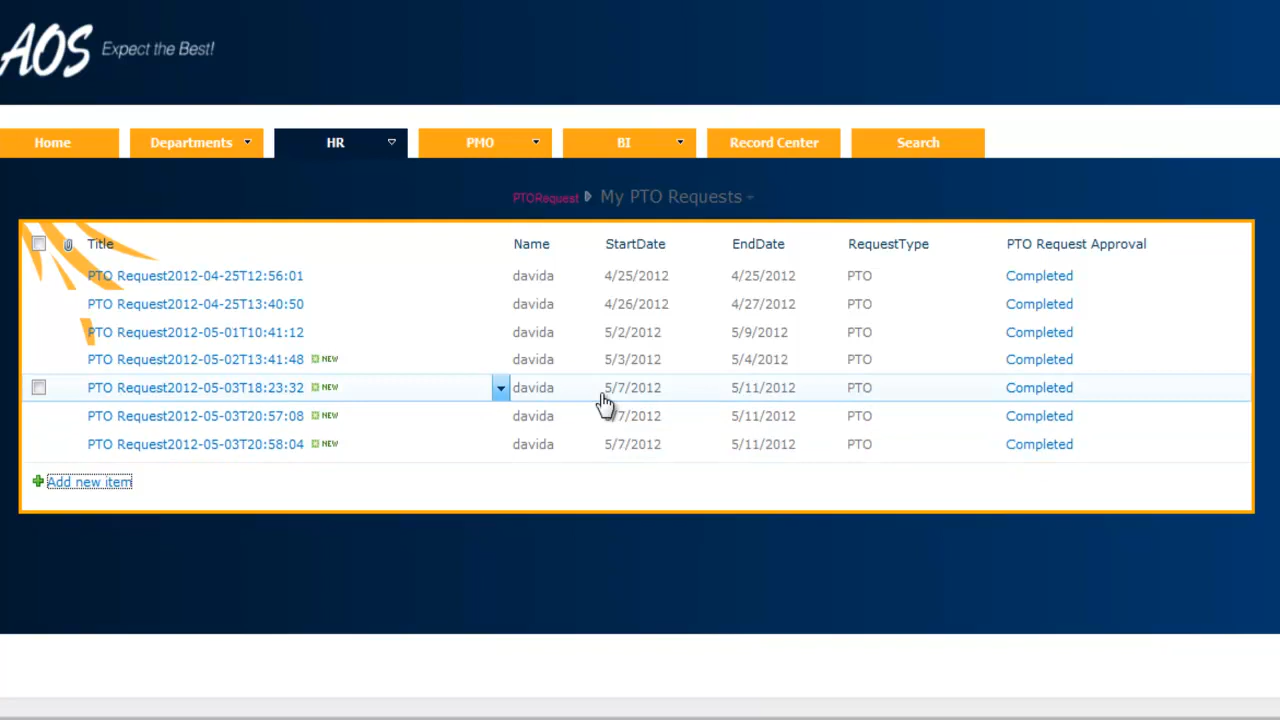 AOS Expect the Best!
Home Departments HR PMO BI Record Center Search
PTORequest My PTO Requests
Title Name StartDate EndDate RequestType PTO Request Approval
PTO Request2012-04-25T12:56:01 davida 4/25/2012 4/25/2012 PTO Completed
PTO Request2012-04-25T13:40:50 davida 4/26/2012 4/27/2012 PTO Completed
PTO Request2012-05-01T10:41:12 davida 5/2/2012 5/9/2012 PTO Completed
PTO Request2012-05-02T13:41:48 NEW davida 5/3/2012 5/4/2012 PTO Completed
PTO Request2012-05-03T18:23:32 NEW davida 5/7/2012 5/11/2012 PTO Completed
PTO Request2012-05-03T20:57:08 NEW davida 5/7/2012 5/11/2012 PTO Completed
PTO Request2012-05-03T20:58:04 NEW davida 5/7/2012 5/11/2012 PTO Completed
Add new item